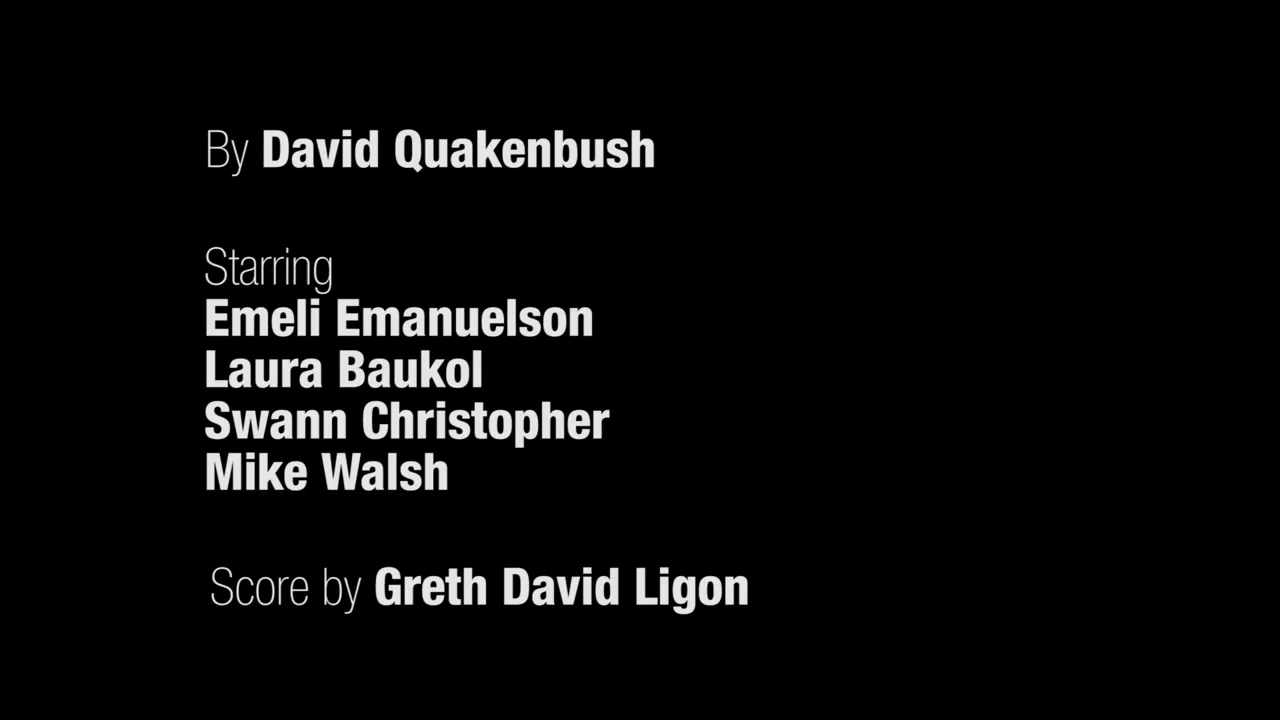 By David Quakenbush
Starring
Emeli Emanuelson
Laura Baukol
Swann Christopher
Mike Walsh
Score by Greth David Ligon